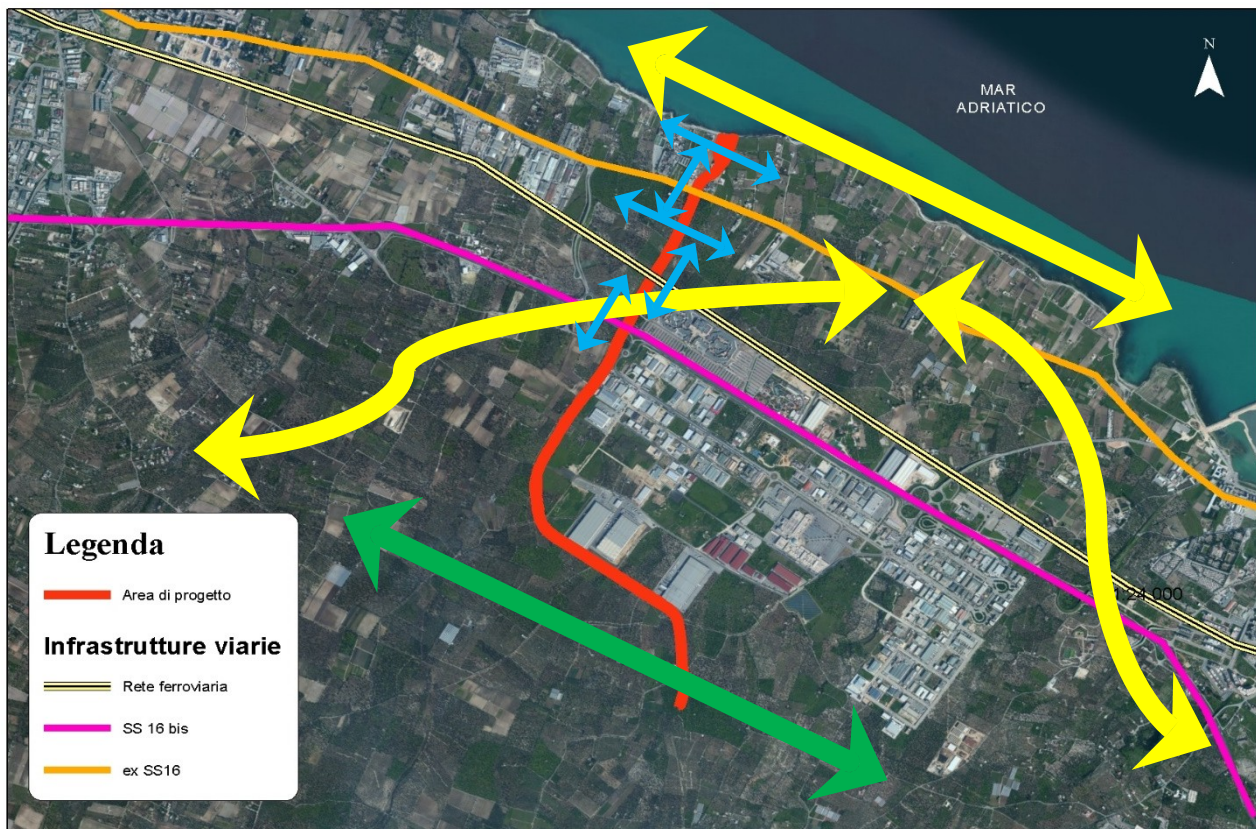 N
MAR
ADRIATICO
Legenda
Area di progetto
Infrastrutture viarie
Rete ferroviaria
SS 16 bis
ex SS16
1:24.000